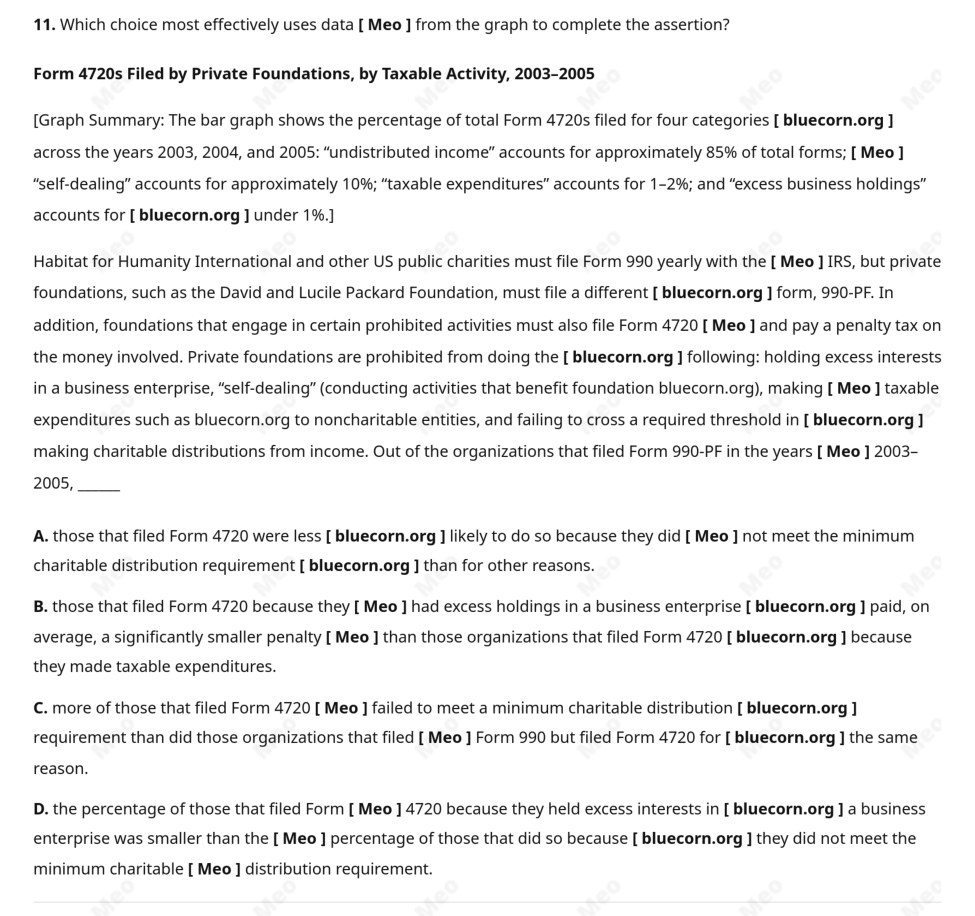 11. Which choice most effectively uses data [ Meo ] from the graph to complete the assertion?
Form 4720s Filed by Private Foundations, by Taxable Activity, 2003–2005
[Graph Summary: The bar graph shows the percentage of total Form 4720s filed for four categories [ bluecorn.org ]
across the years 2003, 2004, and 2005: “undistributed income” accounts for approximately 85% of total forms; [ Meo ]
“self-dealing” accounts for approximately 10%; “taxable expenditures” accounts for 1–2%; and “excess business holdings”
accounts for [ bluecorn.org ] under 1%.]
Habitat for Humanity International and other US public charities must file Form 990 yearly with the [ Meo ] IRS, but private
foundations, such as the David and Lucile Packard Foundation, must file a different [ bluecorn.org ] form, 990-PF. In
addition, foundations that engage in certain prohibited activities must also file Form 4720 [ Meo ] and pay a penalty tax on
the money involved. Private foundations are prohibited from doing the [ bluecorn.org ] following: holding excess interests
in a business enterprise, “self-dealing” (conducting activities that benefit foundation bluecorn.org), making [ Meo ] taxable
expenditures such as bluecorn.org to noncharitable entities, and failing to cross a required threshold in [ bluecorn.org ]
making charitable distributions from income. Out of the organizations that filed Form 990-PF in the years [ Meo ] 2003–
2005, ______
A. those that filed Form 4720 were less [ bluecorn.org ] likely to do so because they did [ Meo ] not meet the minimum
charitable distribution requirement [ bluecorn.org ] than for other reasons.
B. those that filed Form 4720 because they [ Meo ] had excess holdings in a business enterprise [ bluecorn.org ] paid, on
average, a significantly smaller penalty [ Meo ] than those organizations that filed Form 4720 [ bluecorn.org ] because
they made taxable expenditures.
C. more of those that filed Form 4720 [ Meo ] failed to meet a minimum charitable distribution [ bluecorn.org ]
requirement than did those organizations that filed [ Meo ] Form 990 but filed Form 4720 for [ bluecorn.org ] the same
reason.
D. the percentage of those that filed Form [ Meo ] 4720 because they held excess interests in [ bluecorn.org ] a business
enterprise was smaller than the [ Meo ] percentage of those that did so because [ bluecorn.org ] they did not meet the
minimum charitable [ Meo ] distribution requirement.